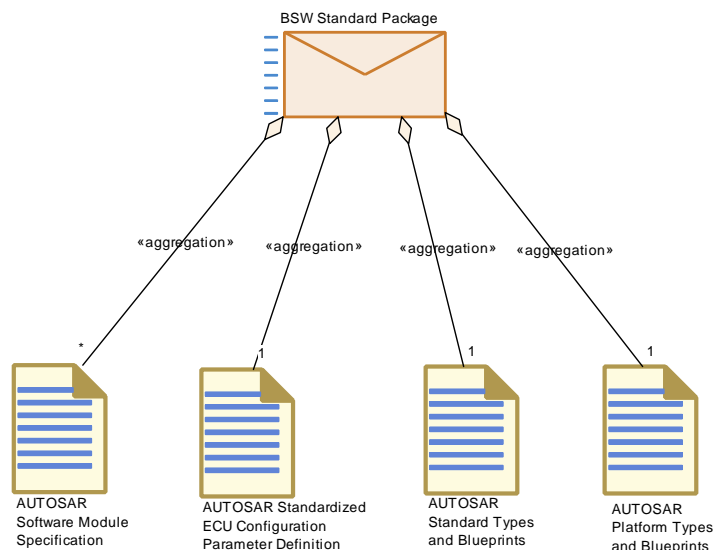 BSW Standard Package
«aggregation»
«aggregation»
«aggregation»
«aggregation»
*
1
1
1
AUTOSAR
Software Module
Specification
AUTOSAR Standardized
ECU Configuration
Parameter Definition
AUTOSAR
Standard Types
and Blueprints
AUTOSAR
Platform Types
and Blueprints